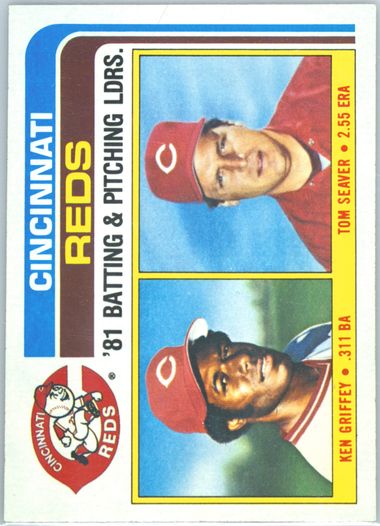 CINCINNATI
REDS
'81 BATTING & PITCHING LDRS.
CINCINNATI
REDS
®
C
KEN GRIFFEY • .311 BA
C
TOM SEAVER • 2.55 ERA